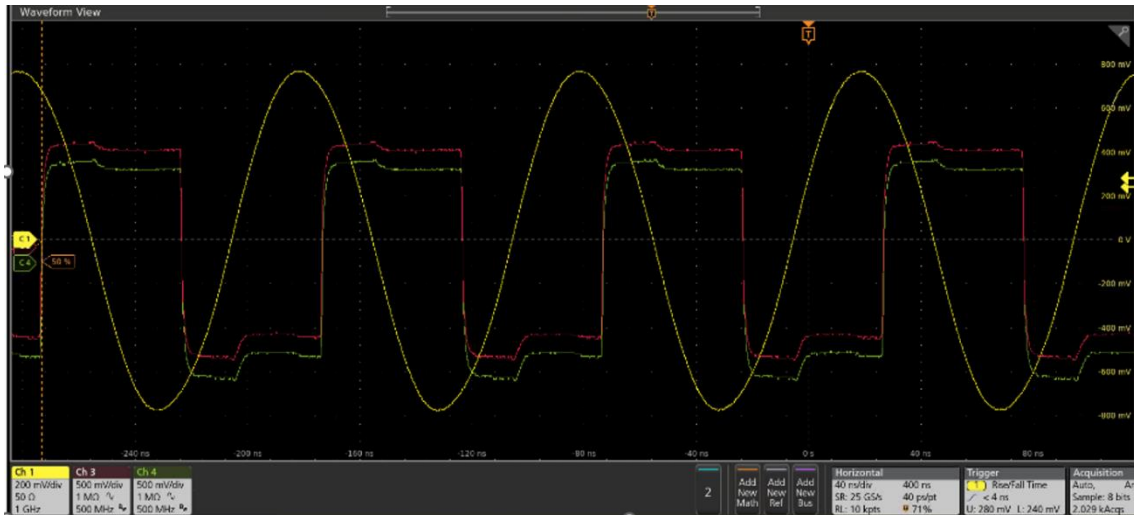 Waveform View
T
T
800 mV
600 mV
400 mV
200 mV
C1
0 V
C4
50 %
-200 mV
-400 mV
-600 mV
-800 mV
-240 ns
-200 ns
-160 ns
-120 ns
-80 ns
-40 ns
0 s
40 ns
80 ns
Ch 1
200 mV/div
50 Ω
1 GHz
Ch 3
500 mV/div
1 MΩ
500 MHz
Ch 4
500 mV/div
1 MΩ
500 MHz
2
Add
New
Math
Add
New
Ref
Add
New
Bus
Horizontal
40 ns/div 400 ns
SR: 25 GS/s 40 ps/pt
RL: 10 kpts 71%
Trigger
1 Rise/Fall Time
< 4 ns
U: 280 mV L: 240 mV
Acquisition
Auto,
Sample: 8 bits
2.029 kAcqs